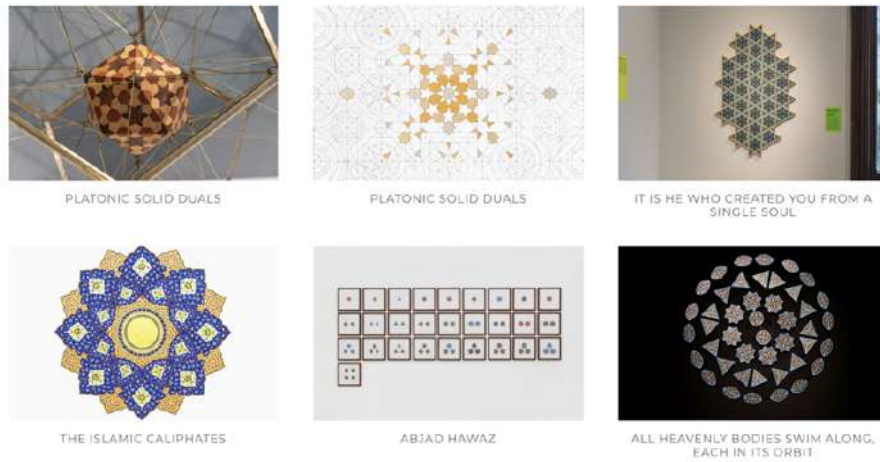 PLATONIC SOLID DUALS
PLATONIC SOLID DUALS
IT IS HE WHO CREATED YOU FROM A
SINGLE SOUL
THE ISLAMIC CALIPHATES
ABJAD HAWAZ
ALL HEAVENLY BODIES SWIM ALONG,
EACH IN ITS ORBIT